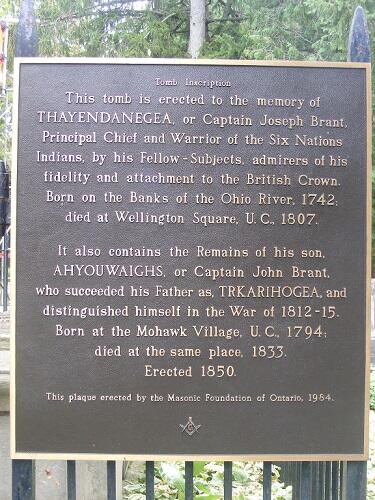 Tomb Inscription
This tomb is erected to the memory of
THAYENDANEGEA, or Captain Joseph Brant,
Principal Chief and Warrior of the Six Nations
Indians, by his Fellow-Subjects, admirers of his
fidelity and attachment to the British Crown.
Born on the Banks of the Ohio River, 1742;
died at Wellington Square, U.C., 1807.
It also contains the Remains of his son,
AHYOUWAIGHS, or Captain John Brant,
who succeeded his Father as, TRKARIHOGEA, and
distinguished himself in the War of 1812-15.
Born at the Mohawk Village, U.C., 1794;
died at the same place, 1833.
Erected 1850.
This plaque erected by the Masonic Foundation of Ontario, 1984.
G